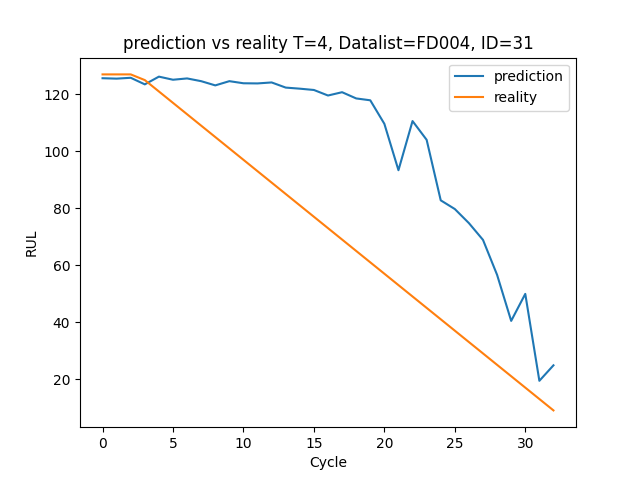 prediction vs reality T=4, Datalist=FD004, ID=31
prediction
reality
RUL
120
100
80
60
40
20
0 5 10 15 20 25 30
Cycle